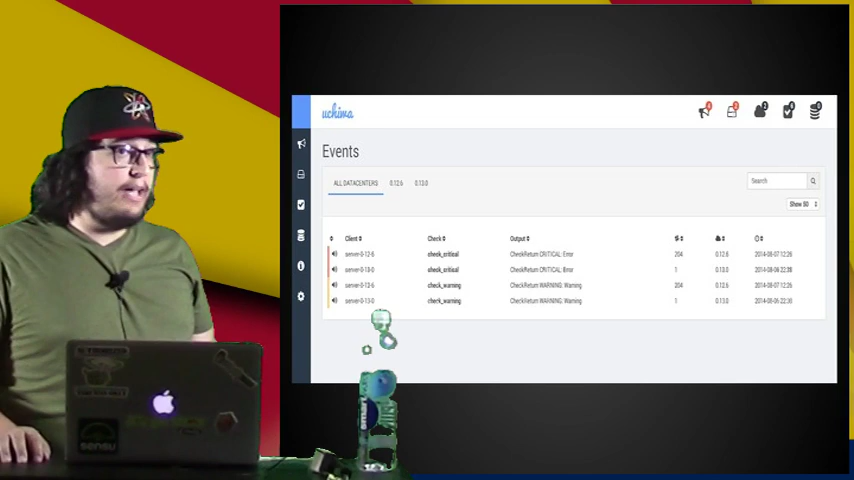 uchiwa
Events
ALL DATACENTERS 0.12.6 0.13.0
Search
Show 50
Client Check Output
server-0-12-6 check_critical CheckReturn CRITICAL: Error 204 0.12.6 2014-08-07 12:26
server-0-13-0 check_critical CheckReturn CRITICAL: Error 1 0.13.0 2014-08-06 22:35
server-0-12-6 check_warning CheckReturn WARNING: Warning 204 0.12.6 2014-08-07 12:26
server-0-13-0 check_warning CheckReturn WARNING: Warning 1 0.13.0 2014-08-06 22:30
sensu